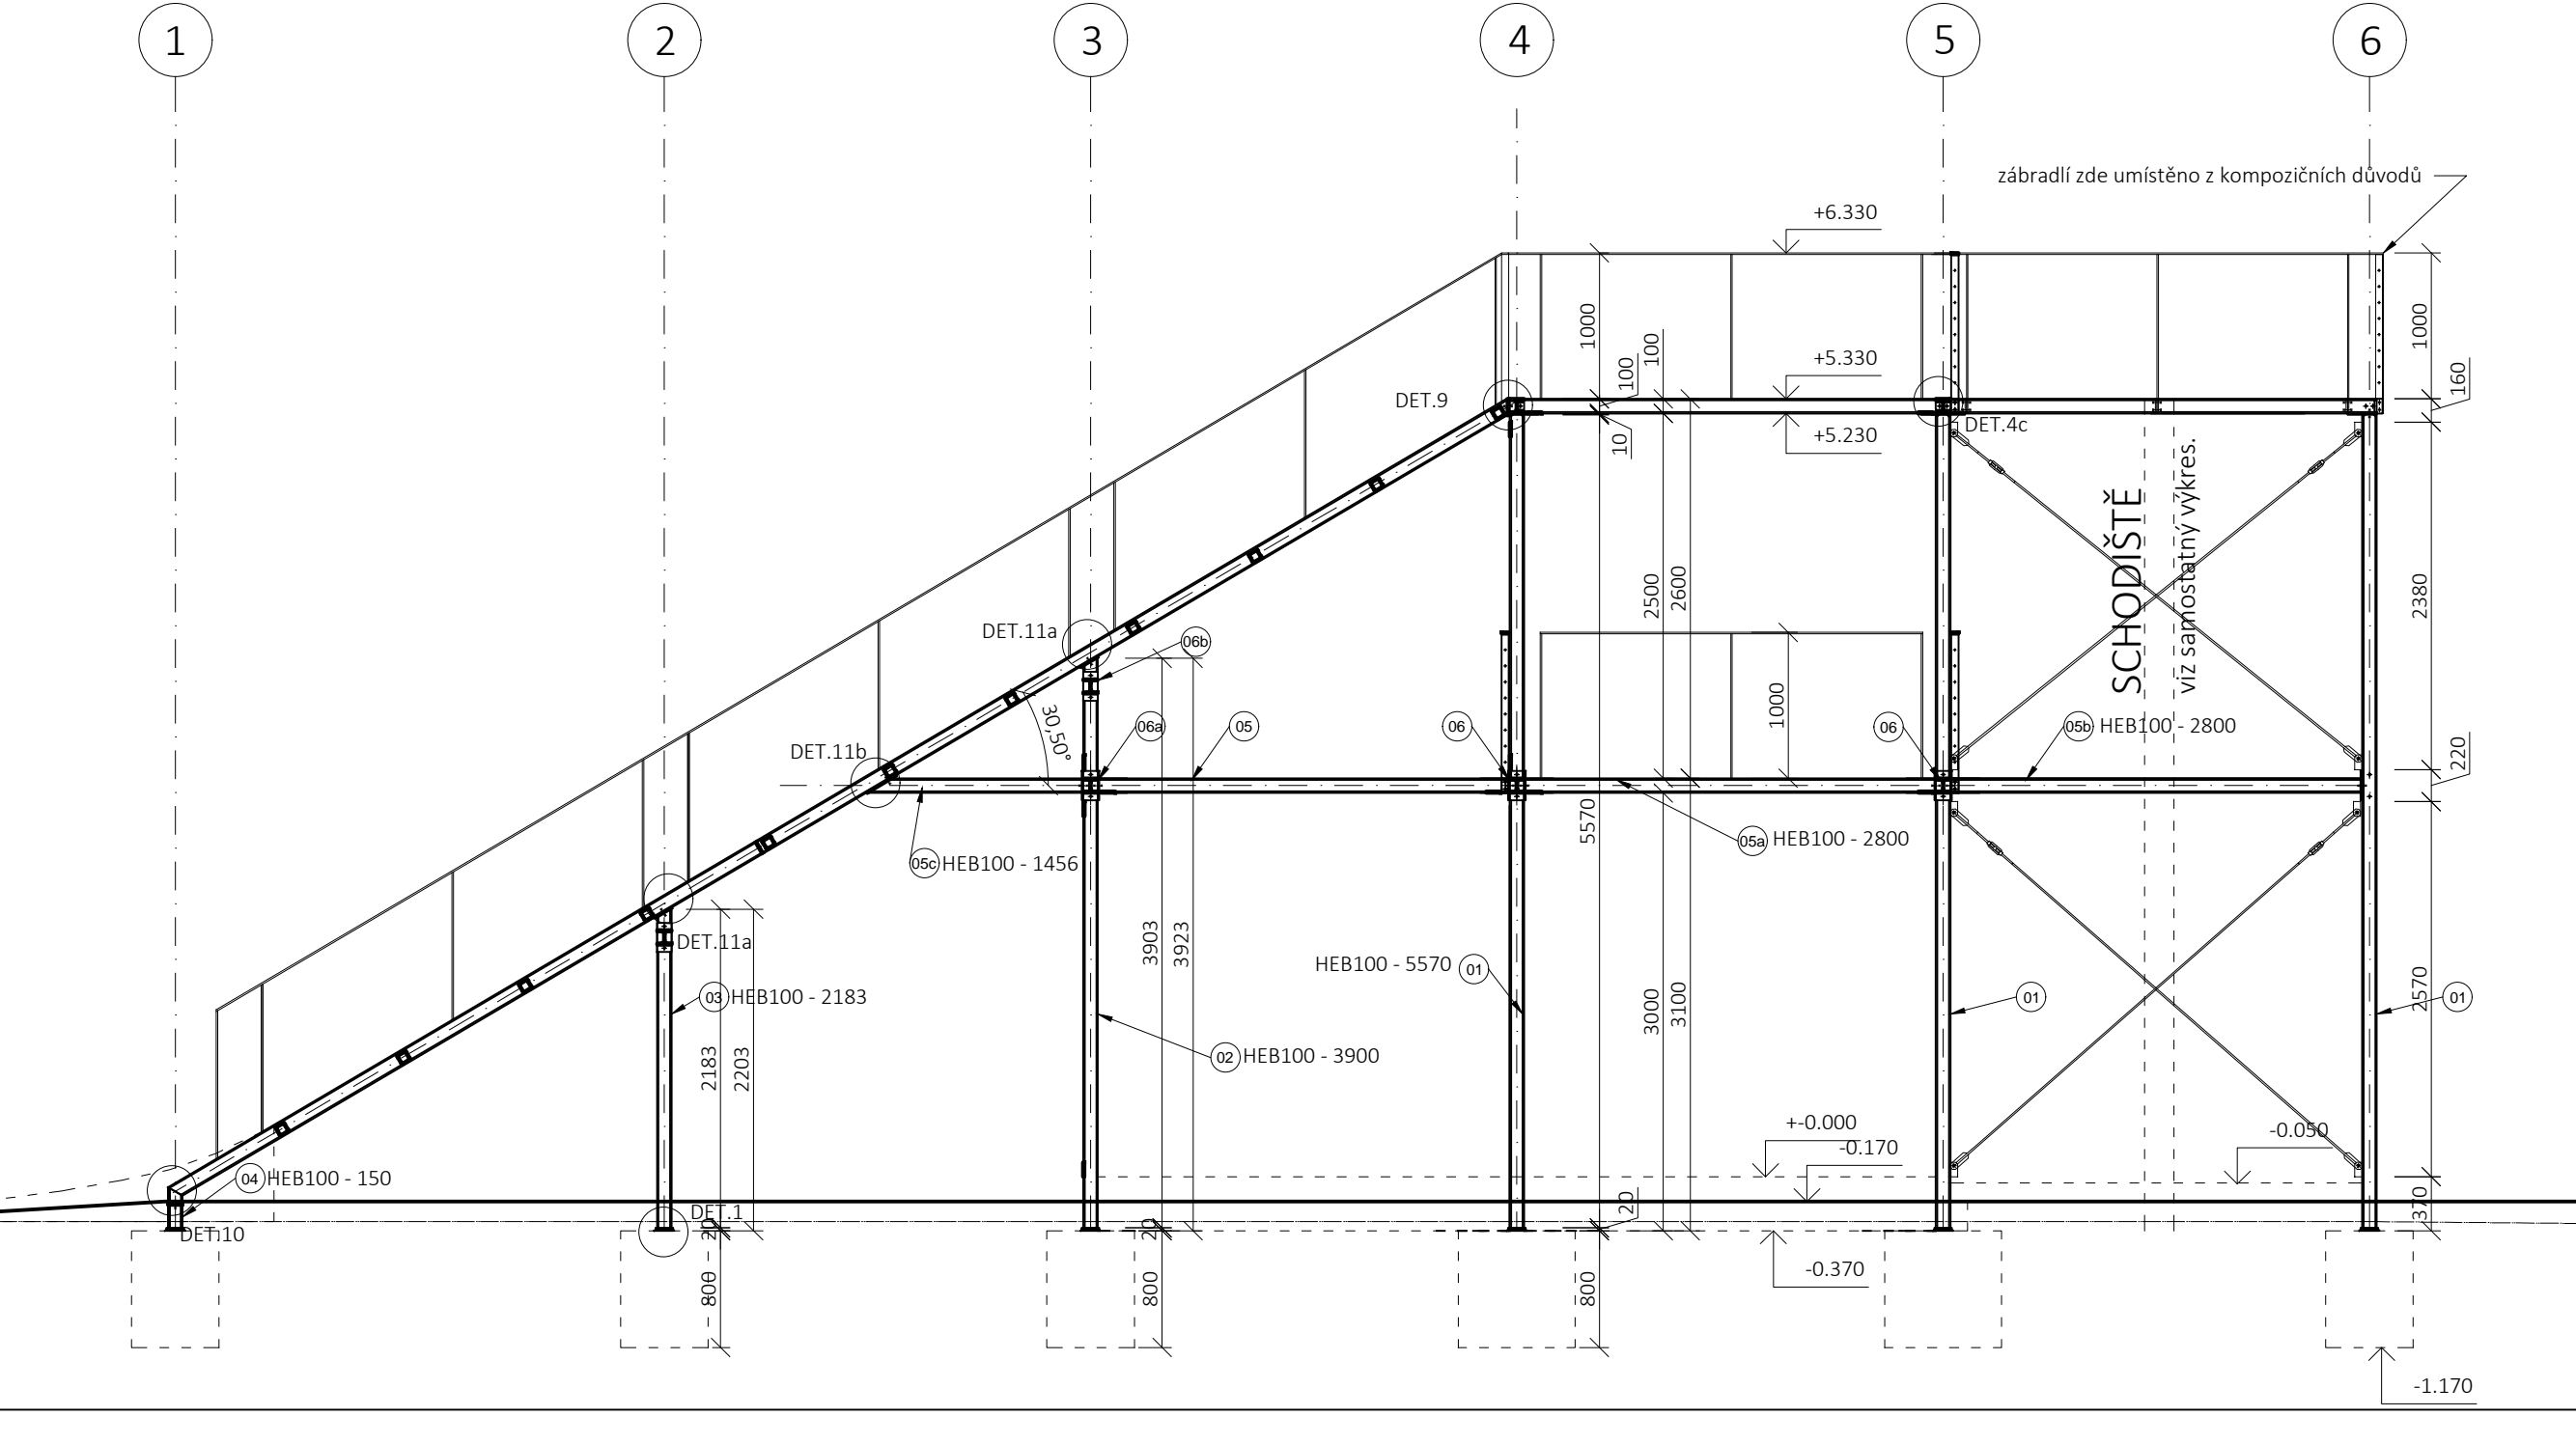 1
2
3
4
5
6
zábradlí zde umístěno z kompozičních důvodů
+6.330
1000
100
100
+5.330
1000
160
DET.9
10
+5.230
DET.4c
SCHODIŠTĚ
viz samostatný výkres.
2500
2600
2380
DET.11a
06b
30,50°
06a
05
06
1000
06
05b HEB100 - 2800
220
DET.11b
05c HEB100 - 1456
5570
05a HEB100 - 2800
DET.11a
3903
3923
HEB100 - 5570 01
03 HEB100 - 2183
01
2570
01
3000
3100
2183
2203
02 HEB100 - 3900
+-0.000
-0.170
-0.050
04 HEB100 - 150
DET.10
DET.1
20
20
20
370
800
800
800
-0.370
-1.170